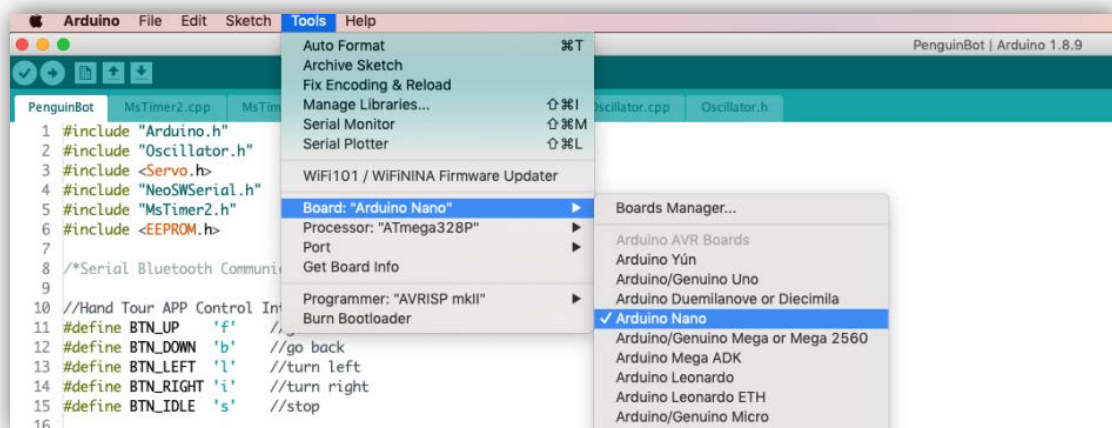 Arduino File Edit Sketch Tools Help
PenguinBot | Arduino 1.8.9
PenguinBot MsTimer2.cpp MsTim Oscillator.cpp Oscillator.h
Auto Format ⌘T
Archive Sketch
Fix Encoding & Reload
Manage Libraries... ⇧⌘I
Serial Monitor ⇧⌘M
Serial Plotter ⇧⌘L
WiFi101 / WiFiNINA Firmware Updater
Board: "Arduino Nano"
Processor: "ATmega328P"
Port
Get Board Info
Programmer: "AVRISP mkII"
Burn Bootloader
Boards Manager...
Arduino AVR Boards
Arduino Yún
Arduino/Genuino Uno
Arduino Duemilanove or Diecimila
✓ Arduino Nano
Arduino/Genuino Mega or Mega 2560
Arduino Mega ADK
Arduino Leonardo
Arduino Leonardo ETH
Arduino/Genuino Micro
1 #include "Arduino.h"
2 #include "Oscillator.h"
3 #include <Servo.h>
4 #include "NeoSWSerial.h"
5 #include "MsTimer2.h"
6 #include <EEPROM.h>
7
8 /*Serial Bluetooth Communi
9
10 //Hand Tour APP Control In
11 #define BTN_UP 'f' //
12 #define BTN_DOWN 'b' //go back
13 #define BTN_LEFT 'l' //turn left
14 #define BTN_RIGHT 'i' //turn right
15 #define BTN_IDLE 's' //stop
16